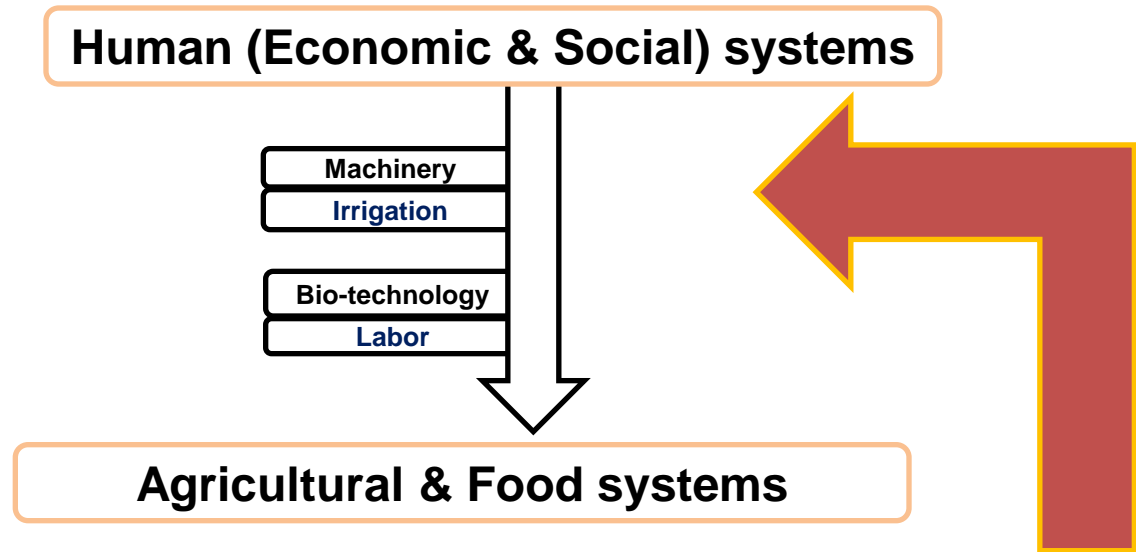 Human (Economic & Social) systems
Machinery
Irrigation
Bio-technology
Labor
Agricultural & Food systems